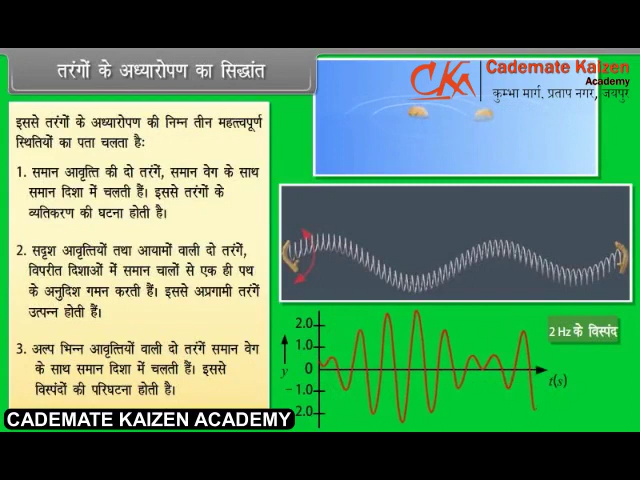 तरंगों के अध्यारोपण का सिद्धांत
CKA
Cademate Kaizen
Academy
कुम्भा मार्ग. प्रताप नगर, जयपुर
इससे तरंगों के अध्यारोपण की निम्न तीन महत्त्वपूर्ण
स्थितियों का पता चलता है:
1. समान आवृत्ति की दो तरंगें, समान वेग के साथ
समान दिशा में चलती हैं। इससे तरंगों के
व्यतिकरण की घटना होती है।
2. सदृश आवृत्तियों तथा आयामों वाली दो तरंगें,
विपरीत दिशाओं में समान चालों से एक ही पथ
के अनुदिश गमन करती हैं। इससे अप्रगामी तरंगें
उत्पन्न होती हैं।
3. अल्प भिन्न आवृत्तियों वाली दो तरंगें समान वेग
के साथ समान दिशा में चलती हैं। इससे
विस्पंदों की परिघटना होती है।
2 Hz के विस्पंद
2.0
1.0
y
0
-1.0
2.0
t(s)
CADEMATE KAIZEN ACADEMY